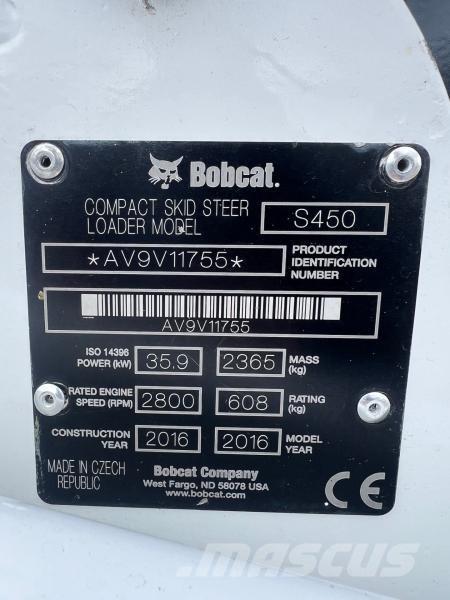 Bobcat.
COMPACT SKID STEER
LOADER MODEL
S450
*AV9V11755*
PRODUCT
IDENTIFICATION
NUMBER
AV9V11755
ISO 14396
POWER (kW)
35.9
2365
MASS
(kg)
RATED ENGINE
SPEED (RPM)
2800
608
RATING
(kg)
CONSTRUCTION
YEAR
2016
2016
MODEL
YEAR
MADE IN CZECH
REPUBLIC
Bobcat Company
West Fargo, ND 58078 USA
www.bobcat.com
CE
MASCUS